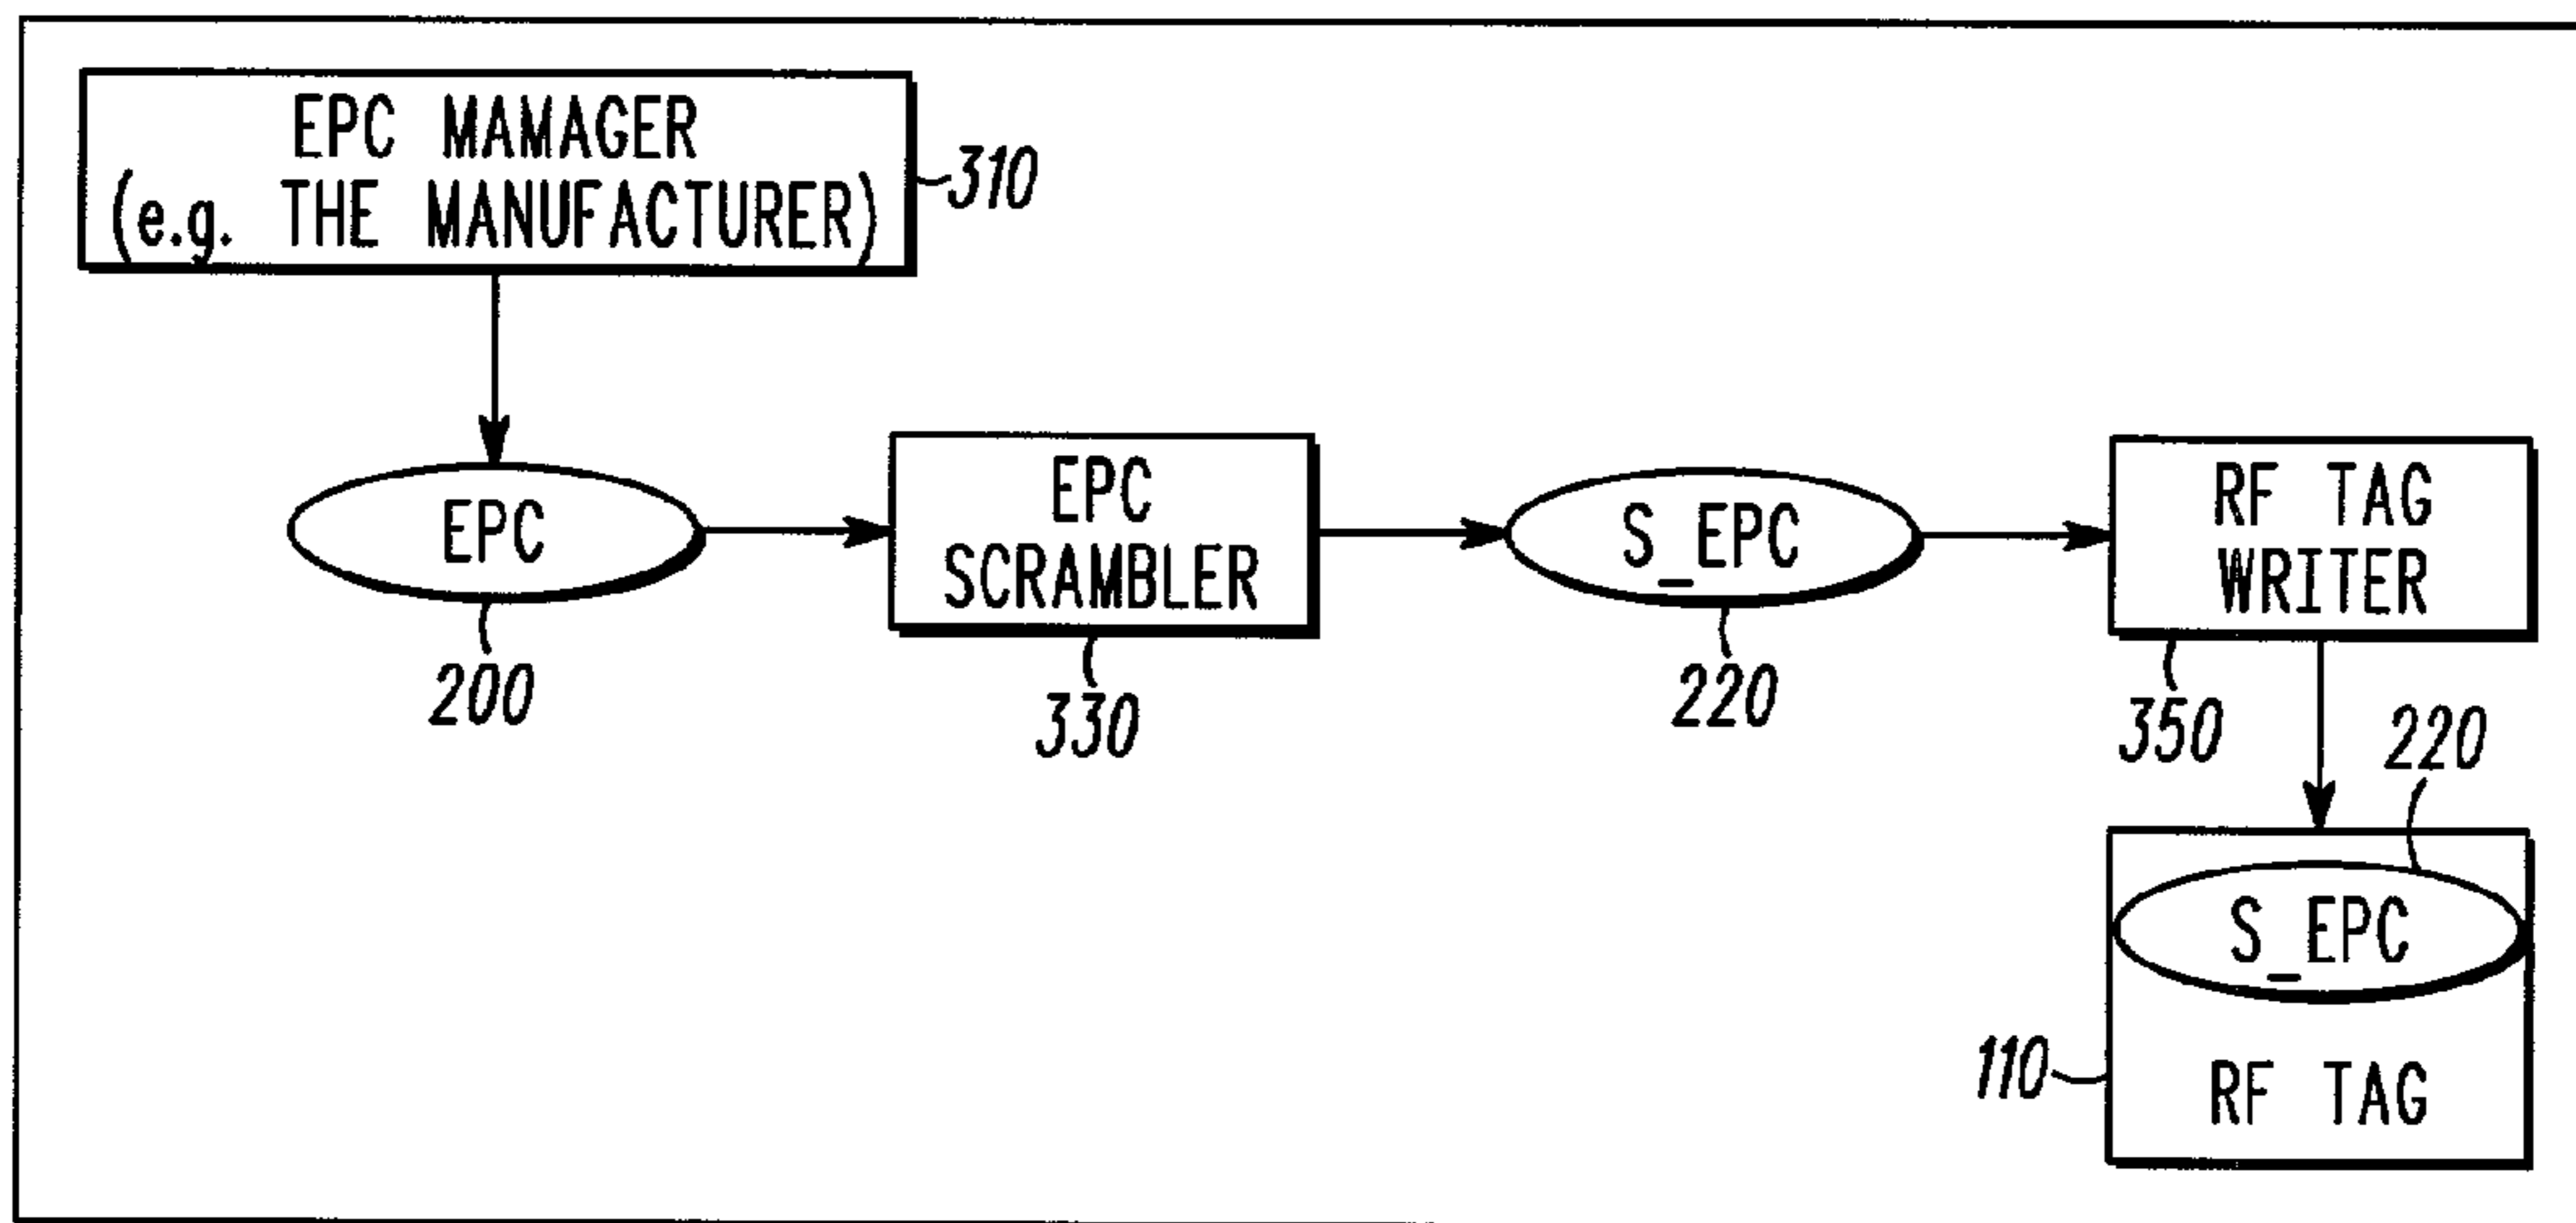 EPC MAMAGER
(e.g. THE MANUFACTURER)
310
EPC
200
EPC
SCRAMBLER
330
S_EPC
220
RF TAG
WRITER
350
220
S_EPC
110
RF TAG